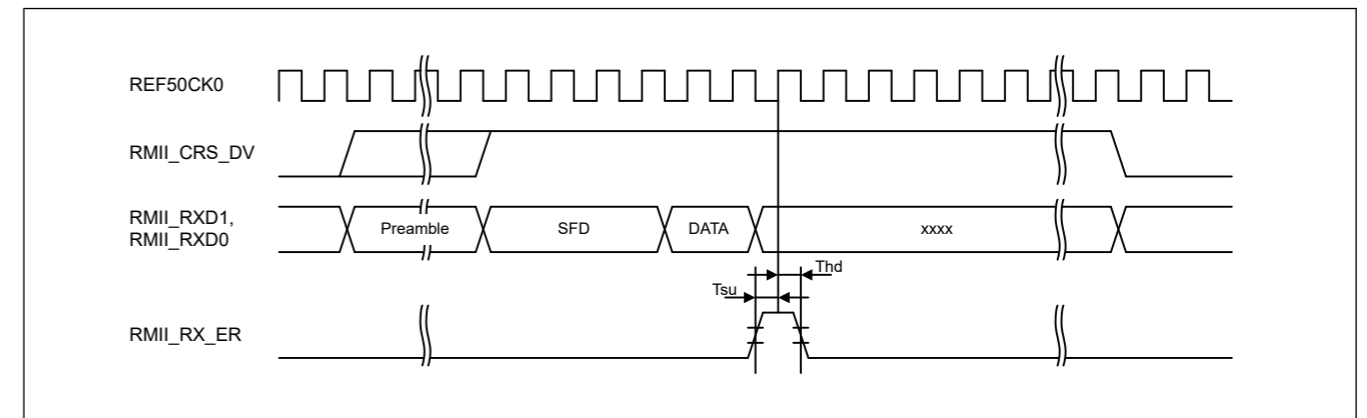 REF50CK0
RMII_CRS_DV
RMII_RXD1,
RMII_RXD0
Preamble
SFD
DATA
xxxx
Thd
Tsu
RMII_RX_ER